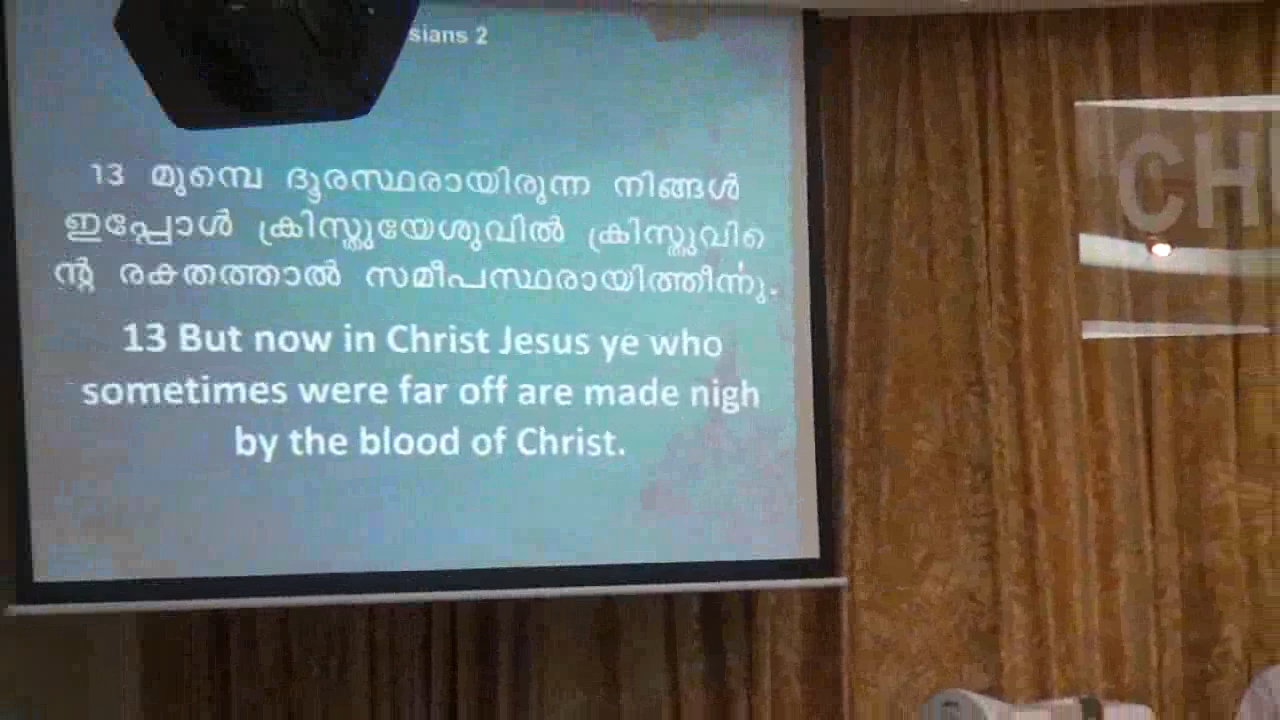 sians 2
13 മുമ്പെ ദൂരസ്ഥരായിരുന്ന നിങ്ങൾ
ഇപ്പോൾ ക്രിസ്തുയേശുവിൽ ക്രിസ്തുവിെ
ന്റ രക്തത്താൽ സമീപസ്ഥരായിത്തീൎന്നു.
13 But now in Christ Jesus ye who
sometimes were far off are made nigh
by the blood of Christ.
CH